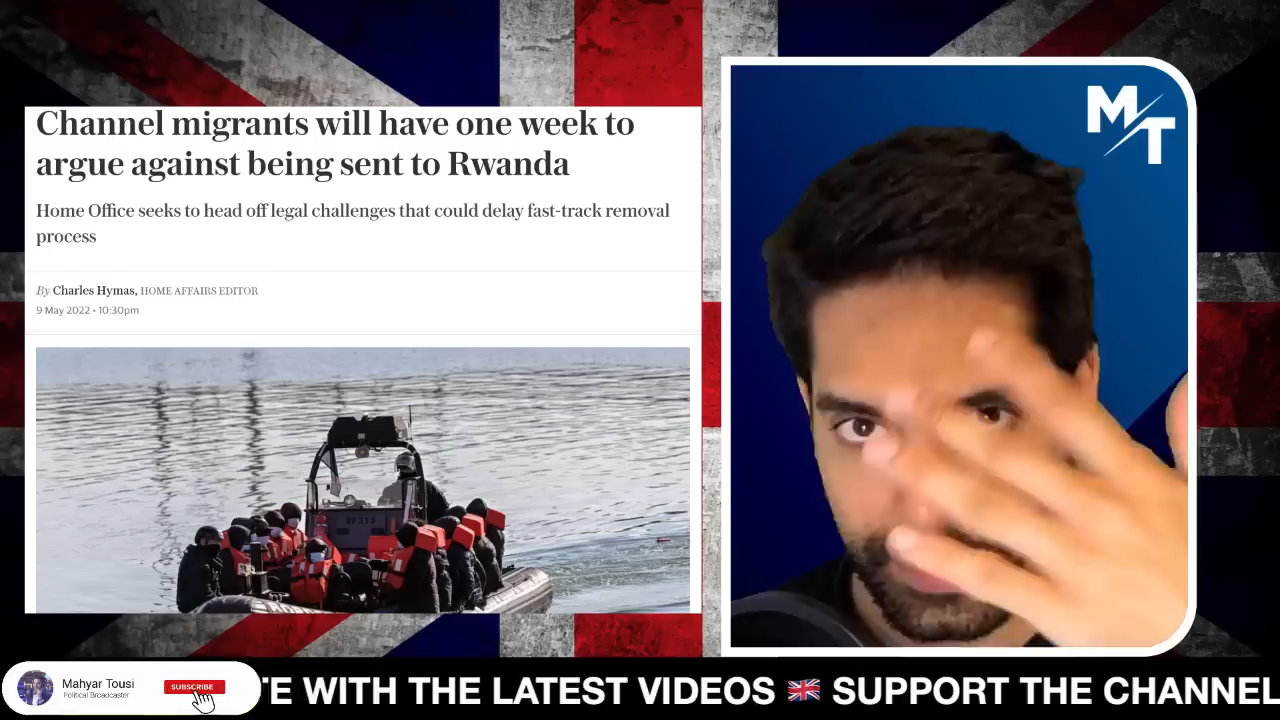 Channel migrants will have one week to
argue against being sent to Rwanda
Home Office seeks to head off legal challenges that could delay fast-track removal
process
By Charles Hymas, HOME AFFAIRS EDITOR
9 May 2022 • 10:30pm
MT
Mahyar Tousi
Political Broadcaster
SUBSCRIBE
E WITH THE LATEST VIDEOS 🇬🇧 SUPPORT THE CHANNEL